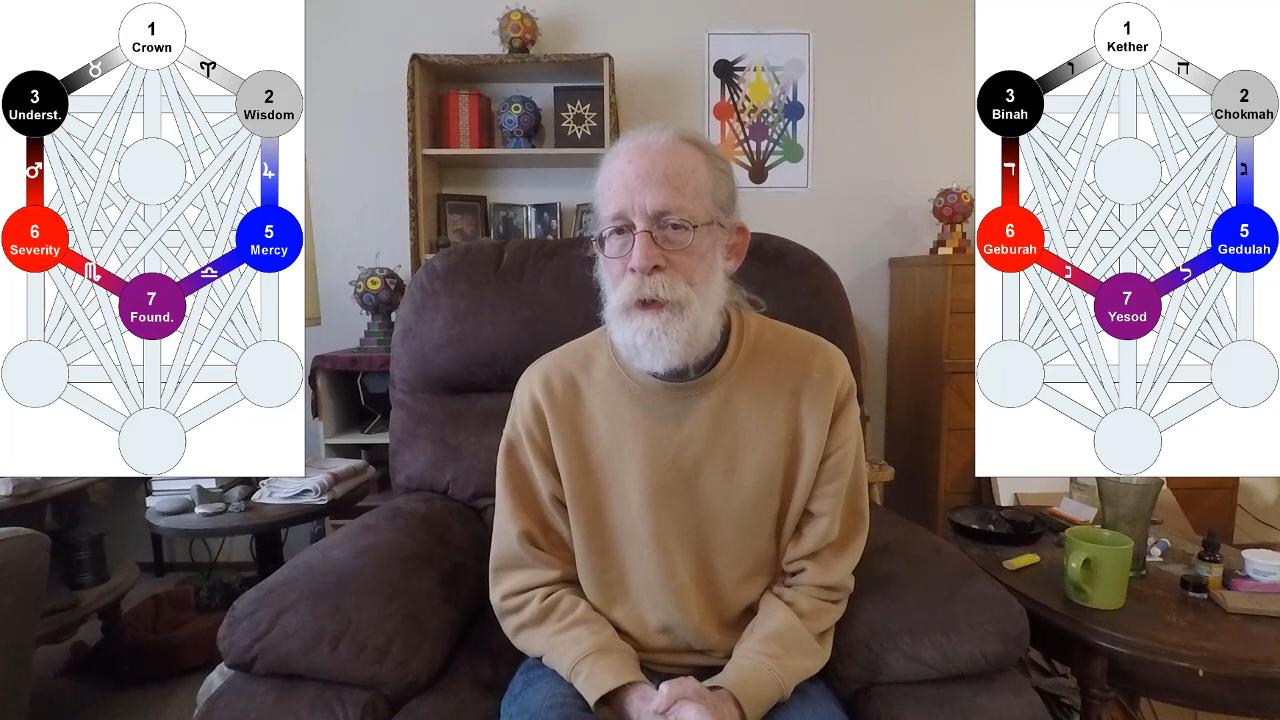 1
Crown
♉
♈
3
Underst.
2
Wisdom
♂
♃
6
Severity
5
Mercy
♏
♎
7
Found.
1
Kether
ו
ה
3
Binah
2
Chokmah
ד
ג
6
Geburah
5
Gedulah
נ
ל
7
Yesod